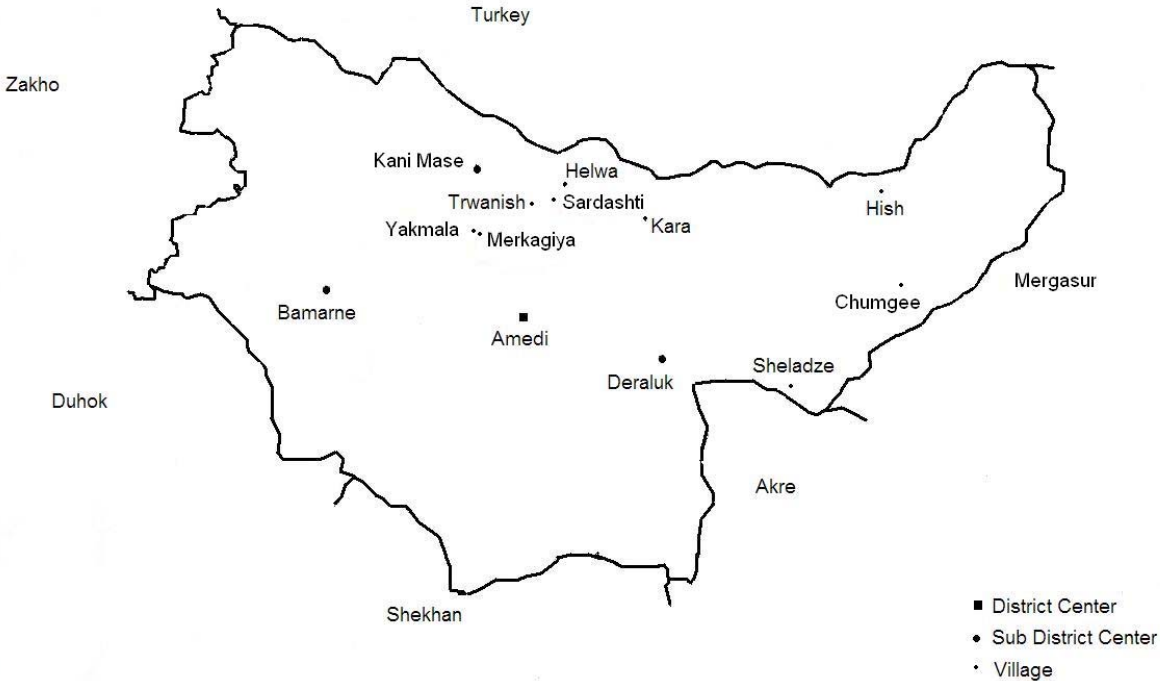 Turkey
Zakho
Kani Mase
Helwa
Trwanish
Sardashti
Hish
Kara
Yakmala
Merkagiya
Mergasur
Chumgee
Bamarne
Amedi
Sheladze
Deraluk
Duhok
Akre
Shekhan
District Center
Sub District Center
Village